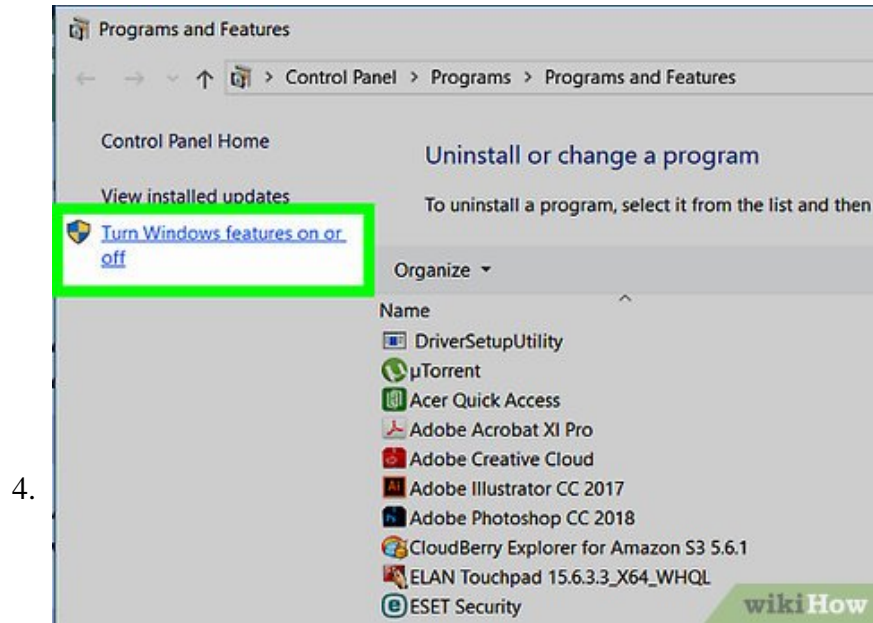 Programs and Features
> Control Panel > Programs > Programs and Features
Control Panel Home
View installed updates
Turn Windows features on or
off
Uninstall or change a program
To uninstall a program, select it from the list and then
Organize
Name
DriverSetupUtility
µTorrent
Acer Quick Access
Adobe Acrobat XI Pro
Adobe Creative Cloud
Adobe Illustrator CC 2017
Adobe Photoshop CC 2018
CloudBerry Explorer for Amazon S3 5.6.1
ELAN Touchpad 15.6.3.3_X64_WHQL
ESET Security
4.
wikiHow